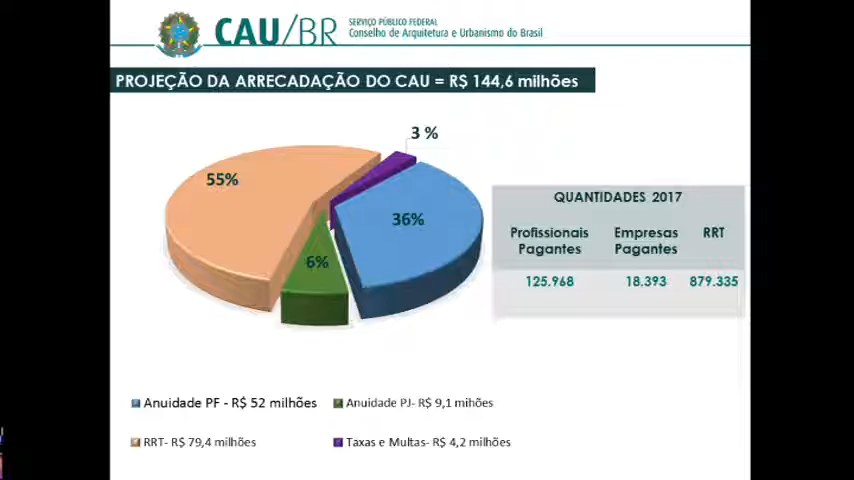 CAU/BR
SERVIÇO PÚBLICO FEDERAL
Conselho de Arquitetura e Urbanismo do Brasil
PROJEÇÃO DA ARRECADAÇÃO DO CAU = R$ 144,6 milhões
3 %
55%
36%
6%
QUANTIDADES 2017
Profissionais Pagantes
Empresas Pagantes
RRT
125.968
18.393
879.335
Anuidade PF - R$ 52 milhões
Anuidade PJ- R$ 9,1 mihões
RRT- R$ 79,4 milhões
Taxas e Multas- R$ 4,2 milhões